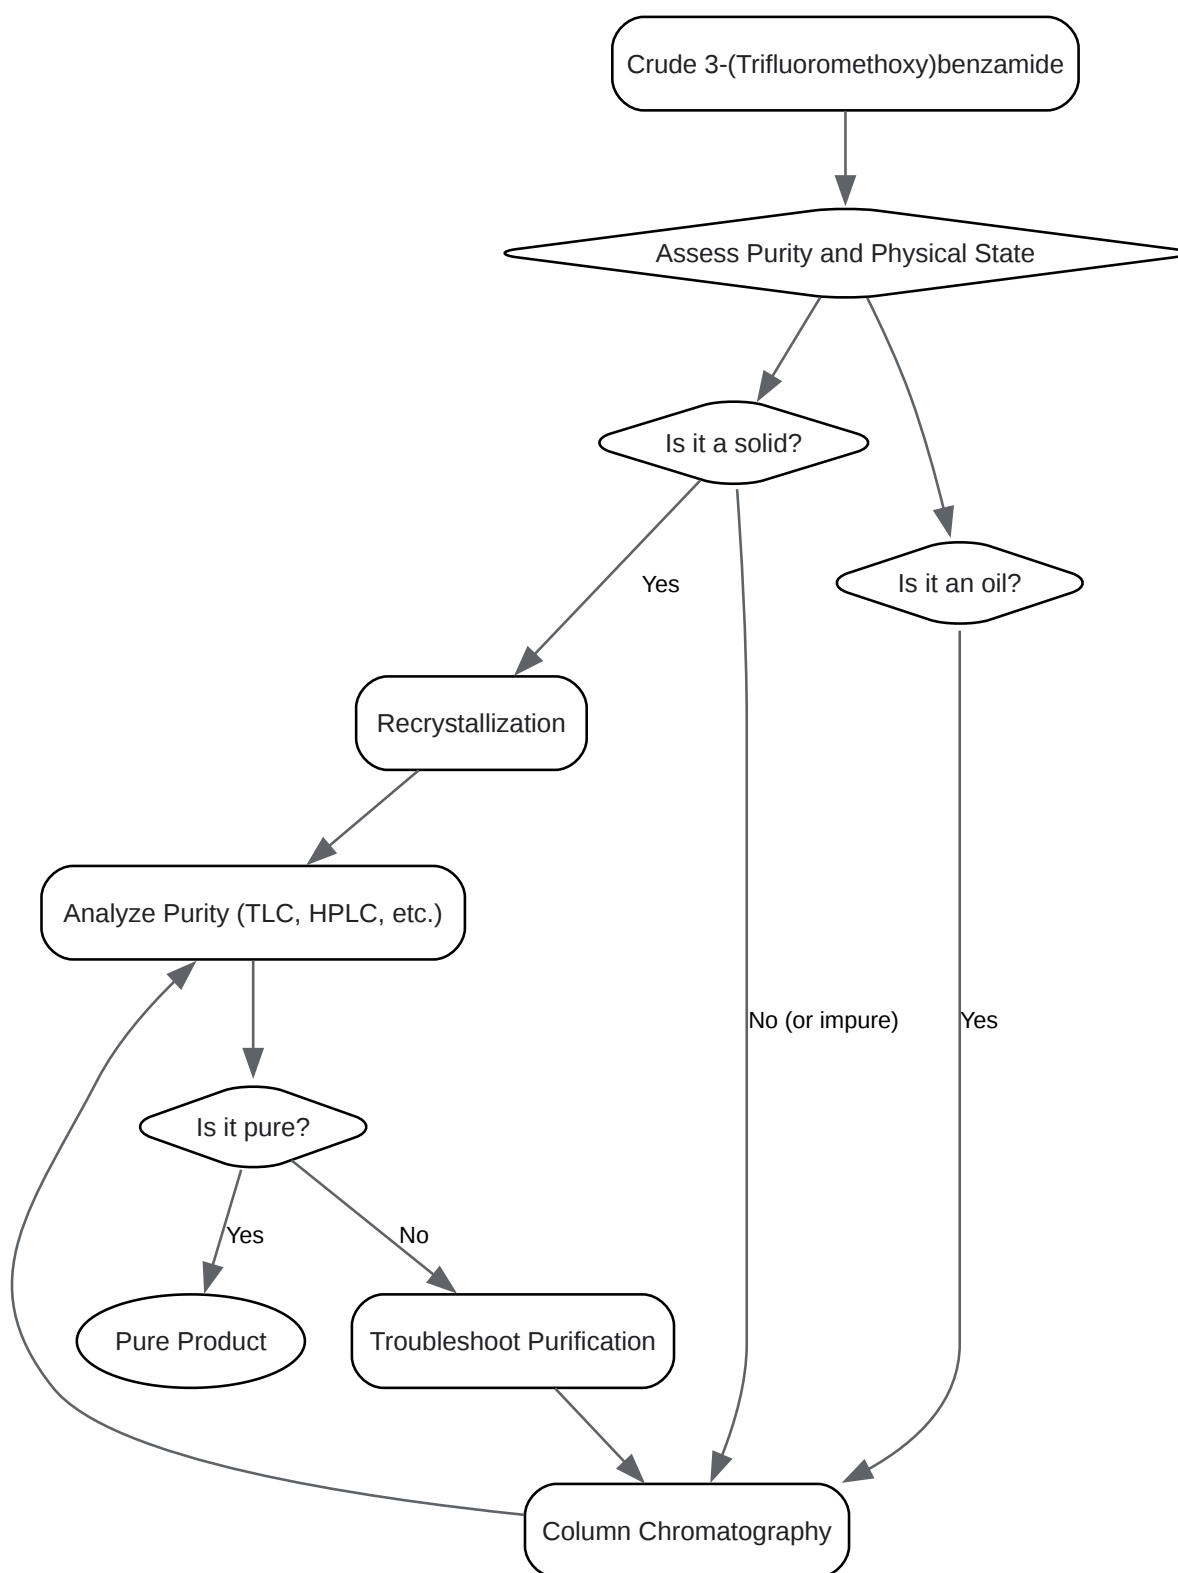 Crude 3-(Trifluoromethoxy)benzamide
Assess Purity and Physical State
Is it a solid?
Is it an oil?
Yes
Recrystallization
Analyze Purity (TLC, HPLC, etc.)
No (or impure)
Yes
Is it pure?
Yes
No
Pure Product
Troubleshoot Purification
Column Chromatography